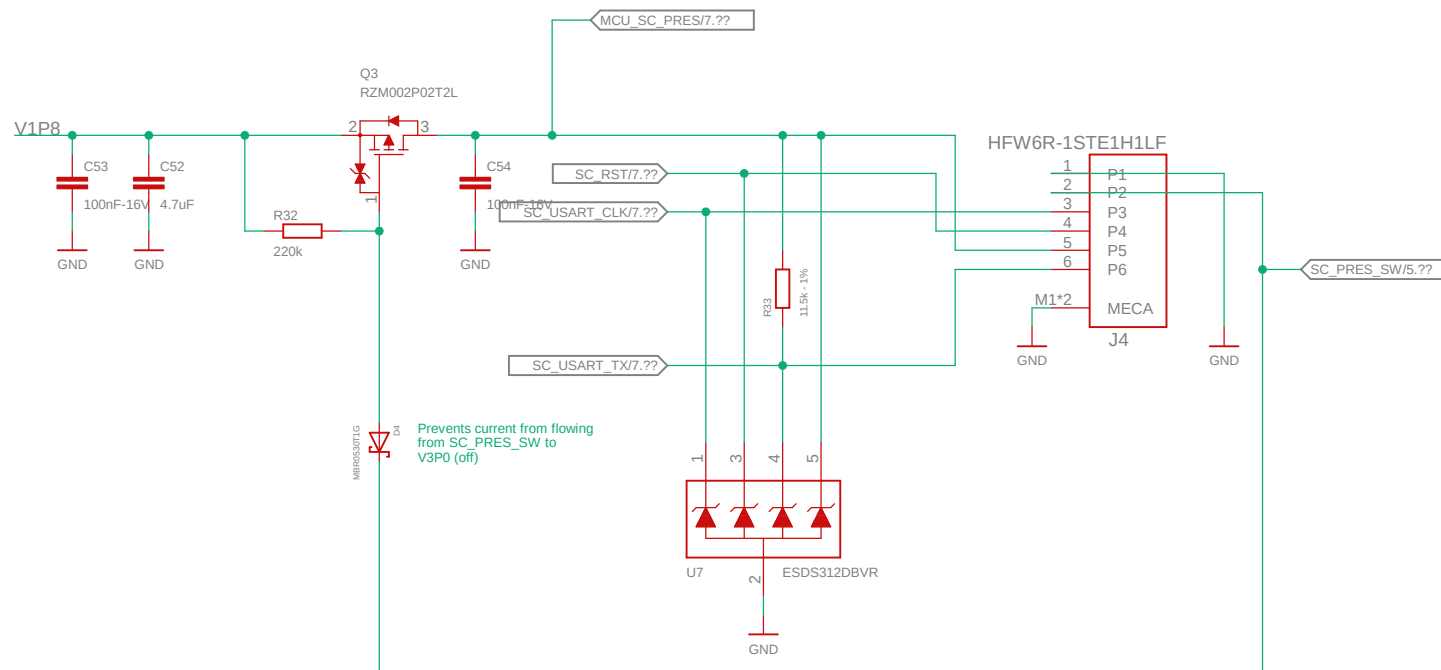 MCU_SC_PRES/7.??
Q3
RZM002P02T2L
V1P8
2
3
1
C53
100nF-16V
C52
4.7uF
C54
100nF-16V
R32
220k
GND
GND
GND
SC_RST/7.??
SC_USART_CLK/7.??
HFW6R-1STE1H1LF
1
2
3
4
5
6
P1
P2
P3
P4
P5
P6
M1*2
MECA
J4
GND
GND
SC_PRES_SW/5.??
R33
11.5k - 1%
SC_USART_TX/7.??
MBR0530T1G
D4
Prevents current from flowing
from SC_PRES_SW to
V3P0 (off)
1
3
4
5
U7
ESDS312DBVR
2
GND